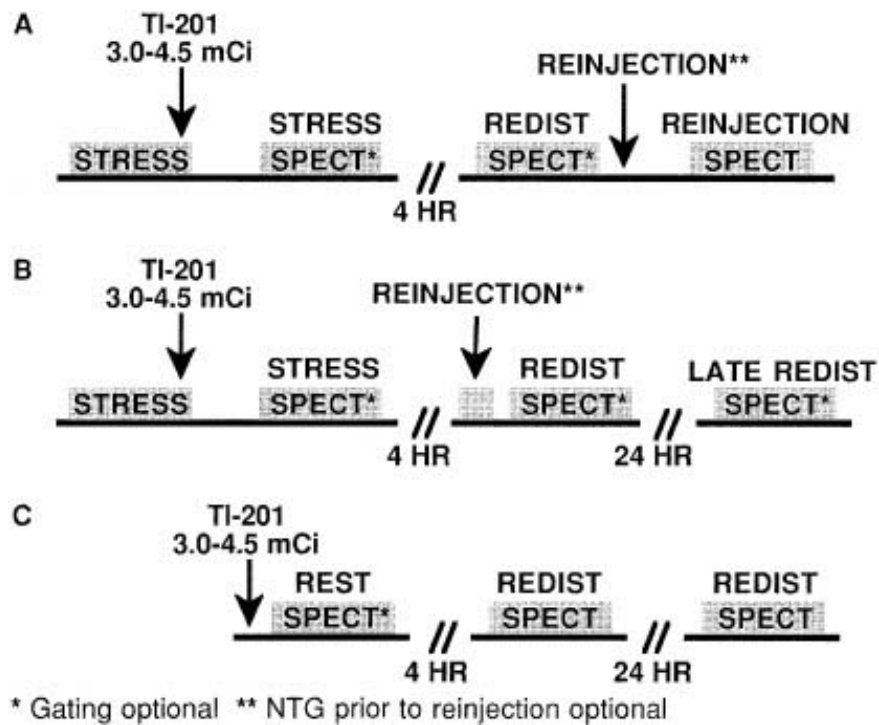 A
Tl-201
3.0-4.5 mCi
REINJECTION**
STRESS REDIST REINJECTION
STRESS SPECT* SPECT* SPECT
4 HR
B
Tl-201
3.0-4.5 mCi
REINJECTION**
STRESS REDIST LATE REDIST
STRESS SPECT* SPECT* SPECT*
4 HR 24 HR
C
Tl-201
3.0-4.5 mCi
REST REDIST REDIST
SPECT* SPECT SPECT
4 HR 24 HR
* Gating optional ** NTG prior to reinjection optional